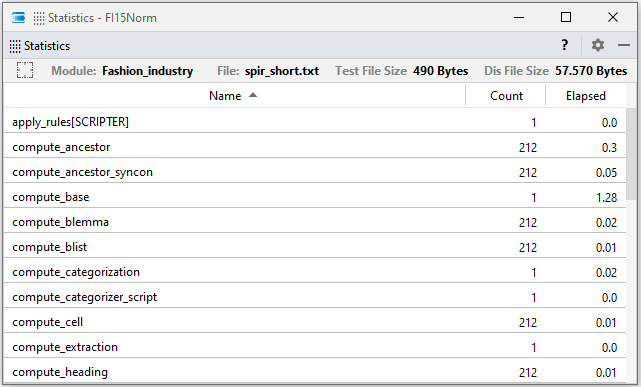 Statistics - FI15Norm
Statistics ?
Module: Fashion_industry File: spir_short.txt Test File Size 490 Bytes Dis File Size 57.570 Bytes
Name Count Elapsed
apply_rules[SCRIPTER] 1 0.0
compute_ancestor 212 0.3
compute_ancestor_syncon 212 0.05
compute_base 1 1.28
compute_blemma 212 0.02
compute_blist 212 0.01
compute_categorization 1 0.02
compute_categorizer_script 1 0.0
compute_cell 212 0.01
compute_extraction 1 0.0
compute_heading 212 0.01